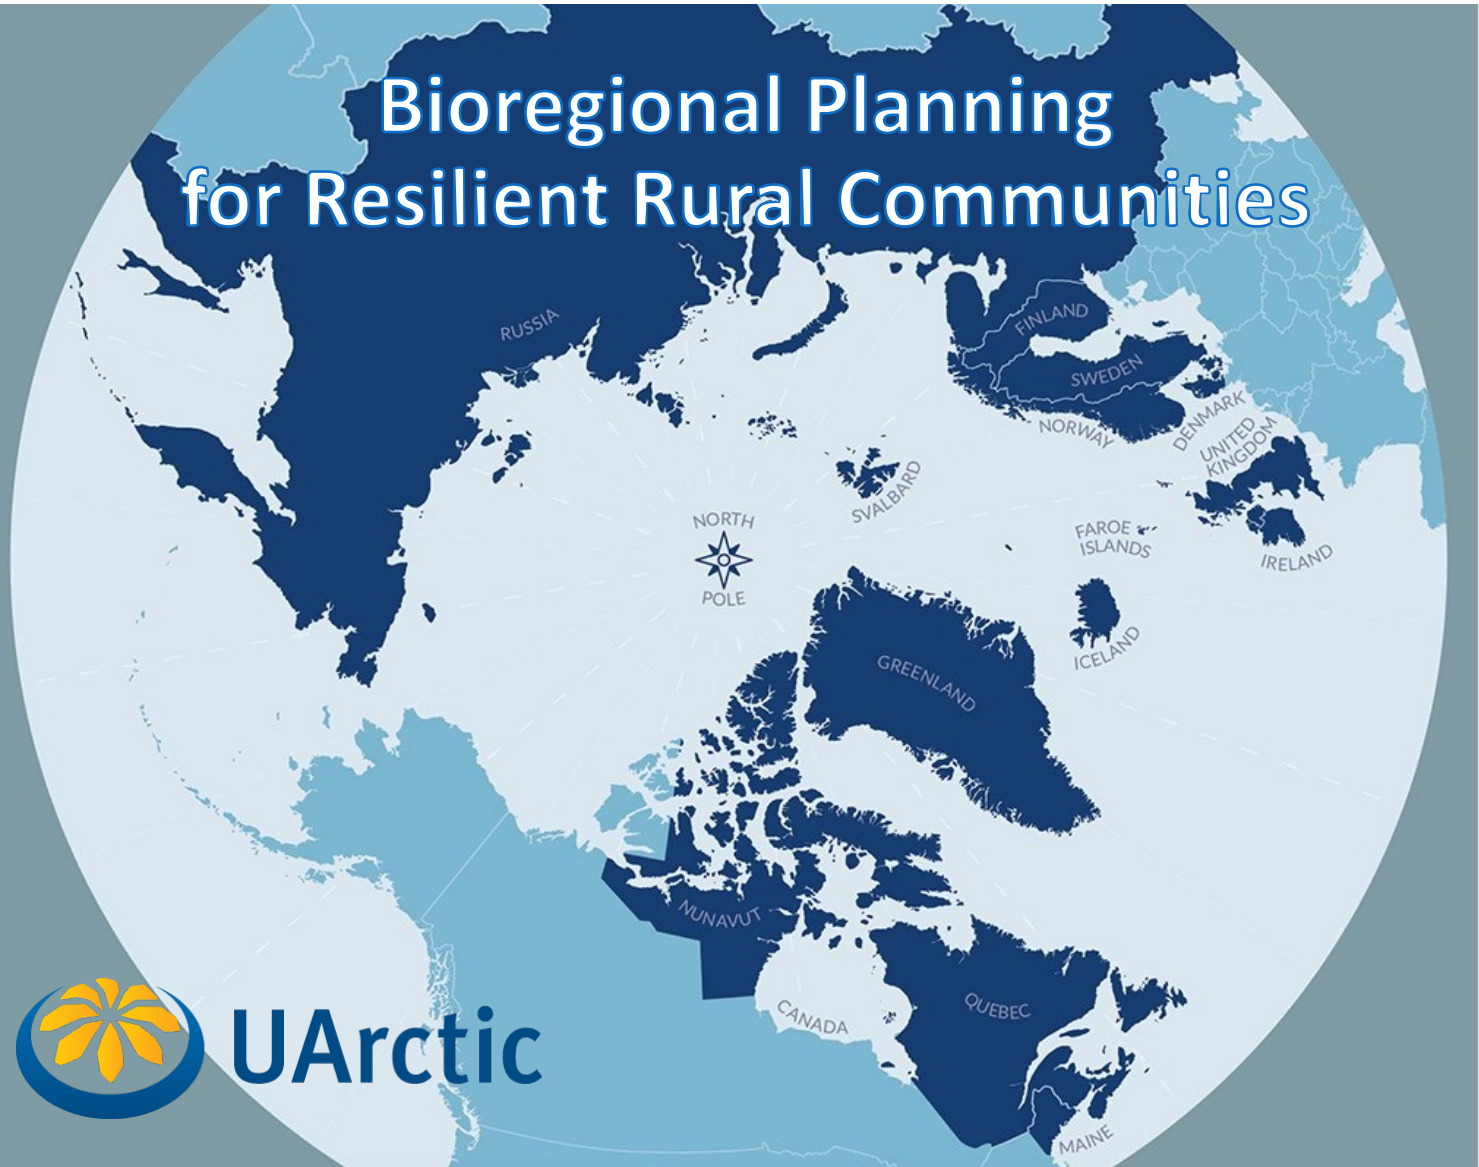 Bioregional Planning
for Resilient Rural Communities
RUSSIA
FINLAND
SWEDEN
NORWAY
DENMARK
UNITED
KINGDOM
SVALBARD
NORTH
POLE
FAROE
ISLANDS
IRELAND
ICELAND
GREENLAND
NUNAVUT
CANADA
QUEBEC
MAINE
UArctic